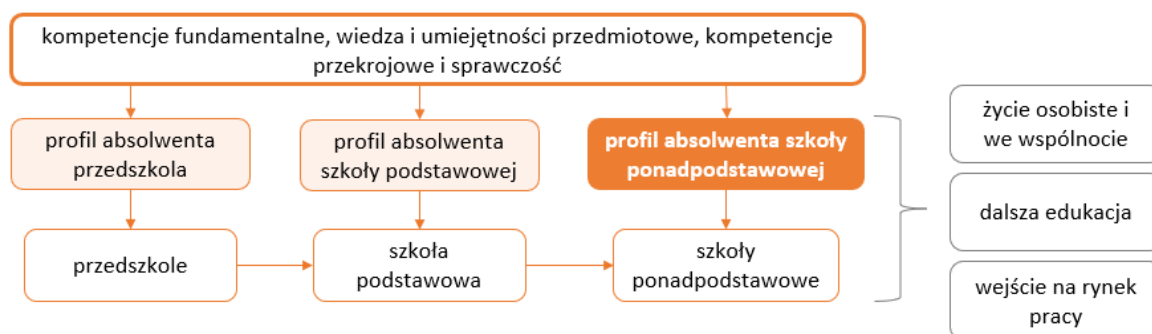 kompetencje fundamentalne, wiedza i umiejętności przedmiotowe, kompetencje
przekrojowe i sprawczość
profil absolwenta
przedszkola
profil absolwenta
szkoły podstawowej
profil absolwenta szkoły
ponadpodstawowej
przedszkole
szkoła
podstawowa
szkoły
ponadpodstawowe
życie osobiste i
we wspólnocie
dalsza edukacja
wejście na rynek
pracy